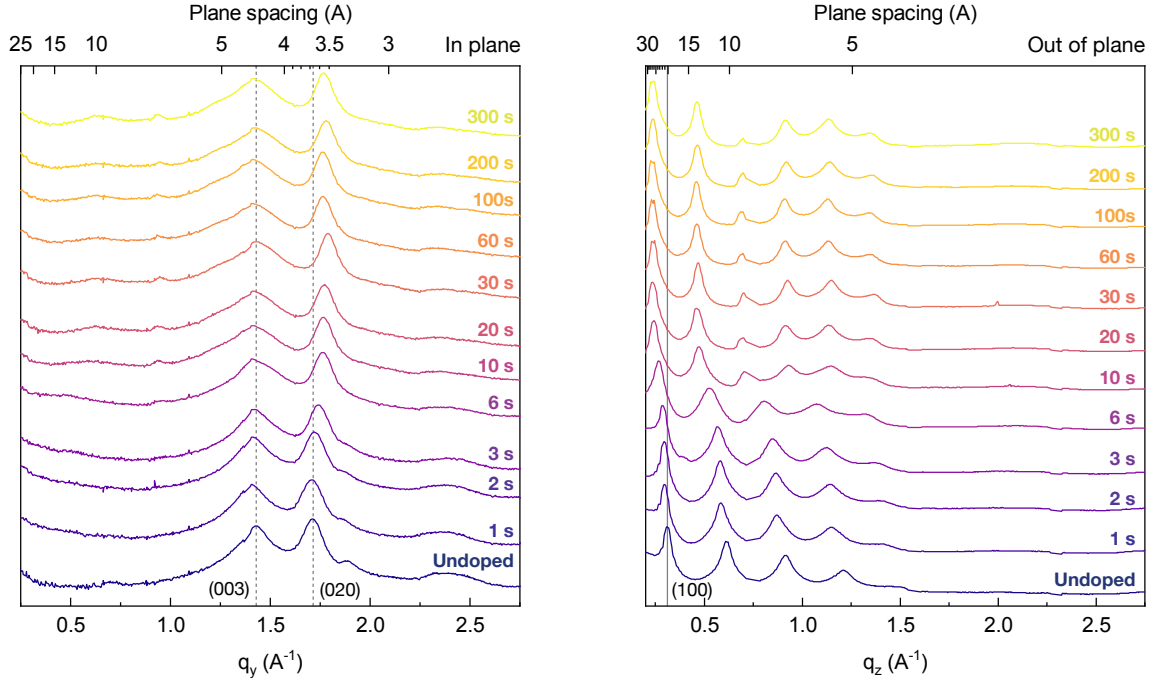 Plane spacing (A)
25 15 10 5 4 3.5 3 In plane
300 s
200 s
100s
60 s
30 s
20 s
10 s
6 s
3 s
2 s
1 s
Undoped
(003) (020)
0.5 1.0 1.5 2.0 2.5
qy (A-1)
Plane spacing (A)
30 15 10 5 Out of plane
300 s
200 s
100s
60 s
30 s
20 s
10 s
6 s
3 s
2 s
1 s
Undoped
(100)
0.5 1.0 1.5 2.0 2.5
qz (A-1)